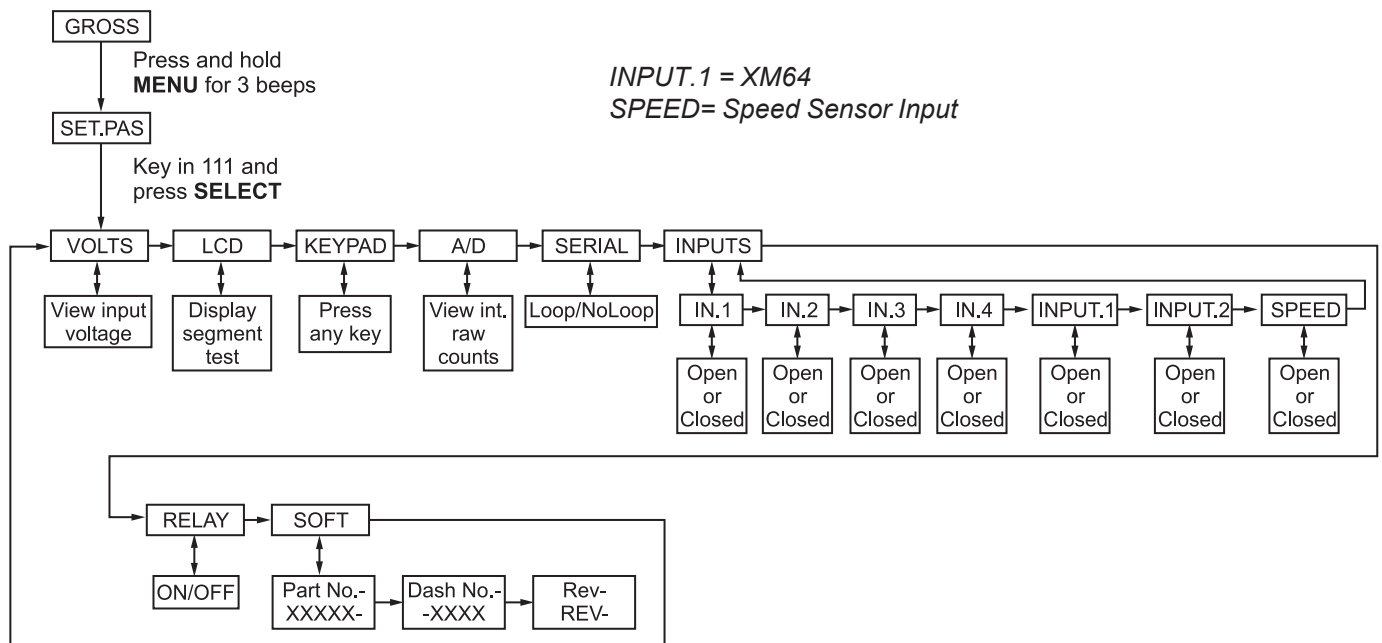 GROSS
Press and hold
MENU for 3 beeps
INPUT.1 = XM64
SPEED= Speed Sensor Input
SET.PAS
Key in 111 and
press SELECT
VOLTS
LCD
KEYPAD
A/D
SERIAL
INPUTS
View input
voltage
Display
segment
test
Press
any key
View int.
raw
counts
Loop/NoLoop
IN.1
IN.2
IN.3
IN.4
INPUT.1
INPUT.2
SPEED
Open
or
Closed
Open
or
Closed
Open
or
Closed
Open
or
Closed
Open
or
Closed
Open
or
Closed
Open
or
Closed
RELAY
SOFT
ON/OFF
Part No.-
XXXXX-
Dash No.-
-XXXX
Rev-
REV-